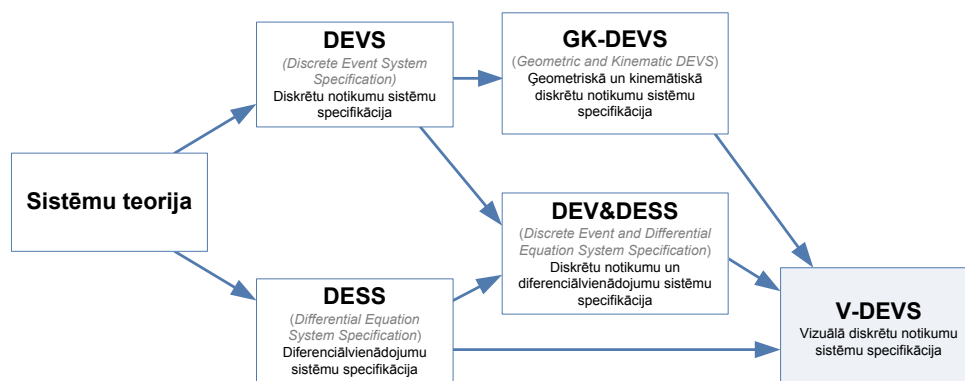 DEVS
(Discrete Event System
Specification)
Diskrētu notikumu sistēmu
specifikācija
GK-DEVS
(Geometric and Kinematic DEVS)
Ģeometriskā un kinemātiskā
diskrētu notikumu sistēmu
specifikācija
Sistēmu teorija
DEV&DESS
(Discrete Event and Differential
Equation System Specification)
Diskrētu notikumu un
diferenciālvienādojumu sistēmu
specifikācija
DESS
(Differential Equation
System Specification)
Diferenciālvienādojumu
sistēmu specifikācija
V-DEVS
Vizuālā diskrētu notikumu
sistēmu specifikācija